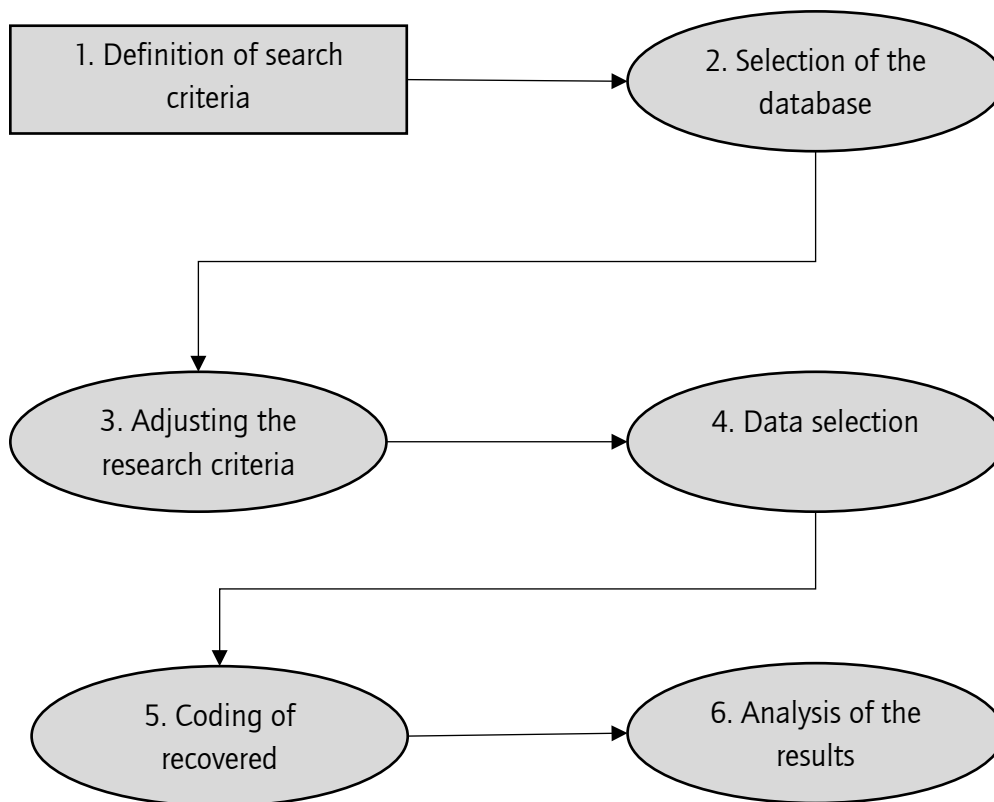 1. Definition of search
criteria
2. Selection of the
database
3. Adjusting the
research criteria
4. Data selection
5. Coding of
recovered
6. Analysis of the
results